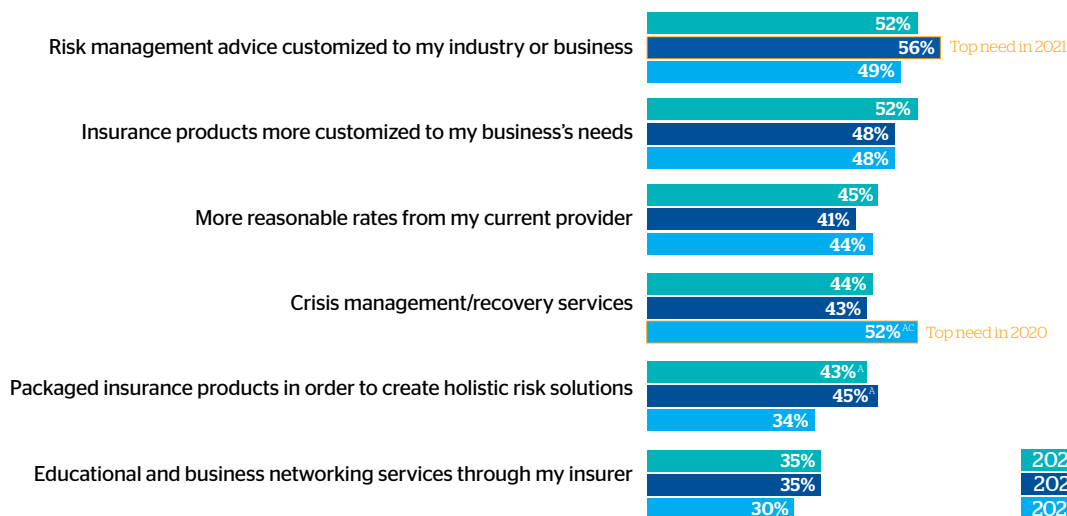 52%
Risk management advice customized to my industry or business 56% Top need in 2021
49%
52%
Insurance products more customized to my business's needs 48%
48%
45%
More reasonable rates from my current provider 41%
44%
44%
Crisis management/recovery services 43%
52% AC Top need in 2020
43% A
Packaged insurance products in order to create holistic risk solutions 45% A
34%
35% 202
Educational and business networking services through my insurer 35% 202
30% 202